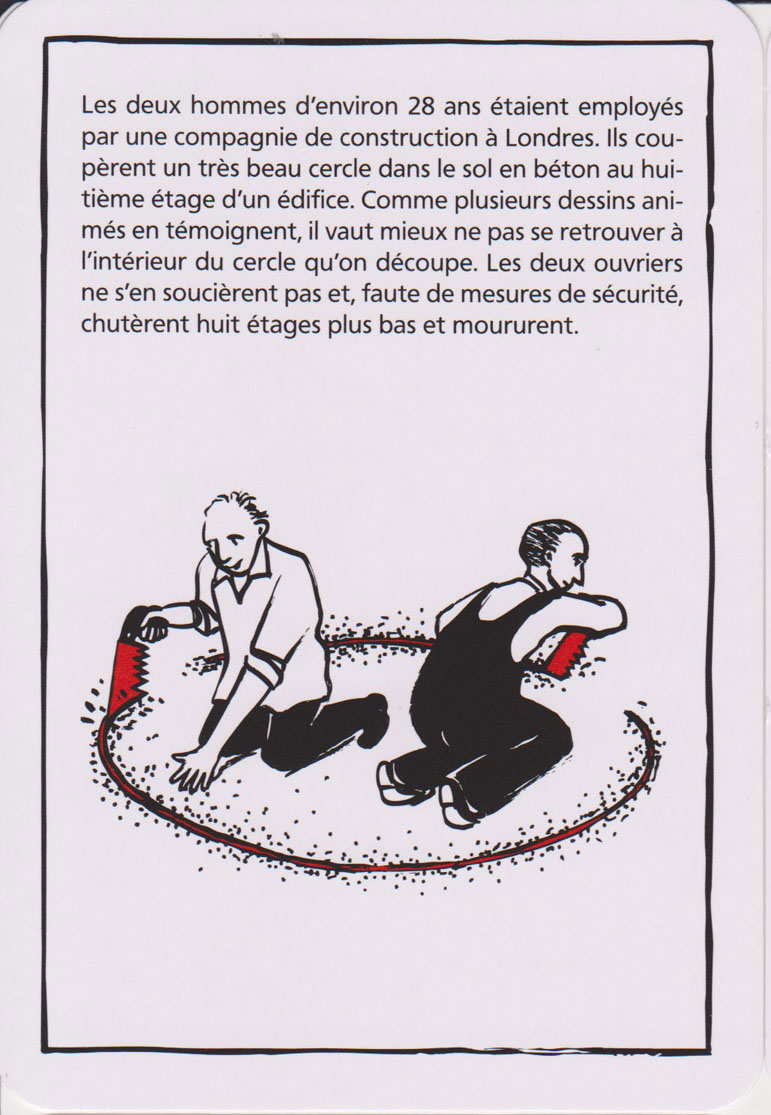 Les deux hommes d'environ 28 ans étaient employés
par une compagnie de construction à Londres. Ils cou-
pèrent un très beau cercle dans le sol en béton au hui-
tième étage d'un édifice. Comme plusieurs dessins ani-
més en témoignent, il vaut mieux ne pas se retrouver à
l'intérieur du cercle qu'on découpe. Les deux ouvriers
ne s'en soucièrent pas et, faute de mesures de sécurité,
chutèrent huit étages plus bas et moururent.